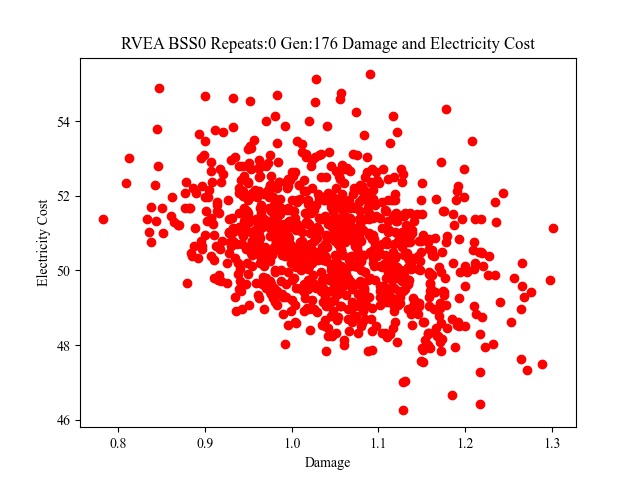 RVEA BSS0 Repeats:0 Gen:176 Damage and Electricity Cost
Electricity Cost
54
52
50
48
46
0.8 0.9 1.0 1.1 1.2 1.3
Damage